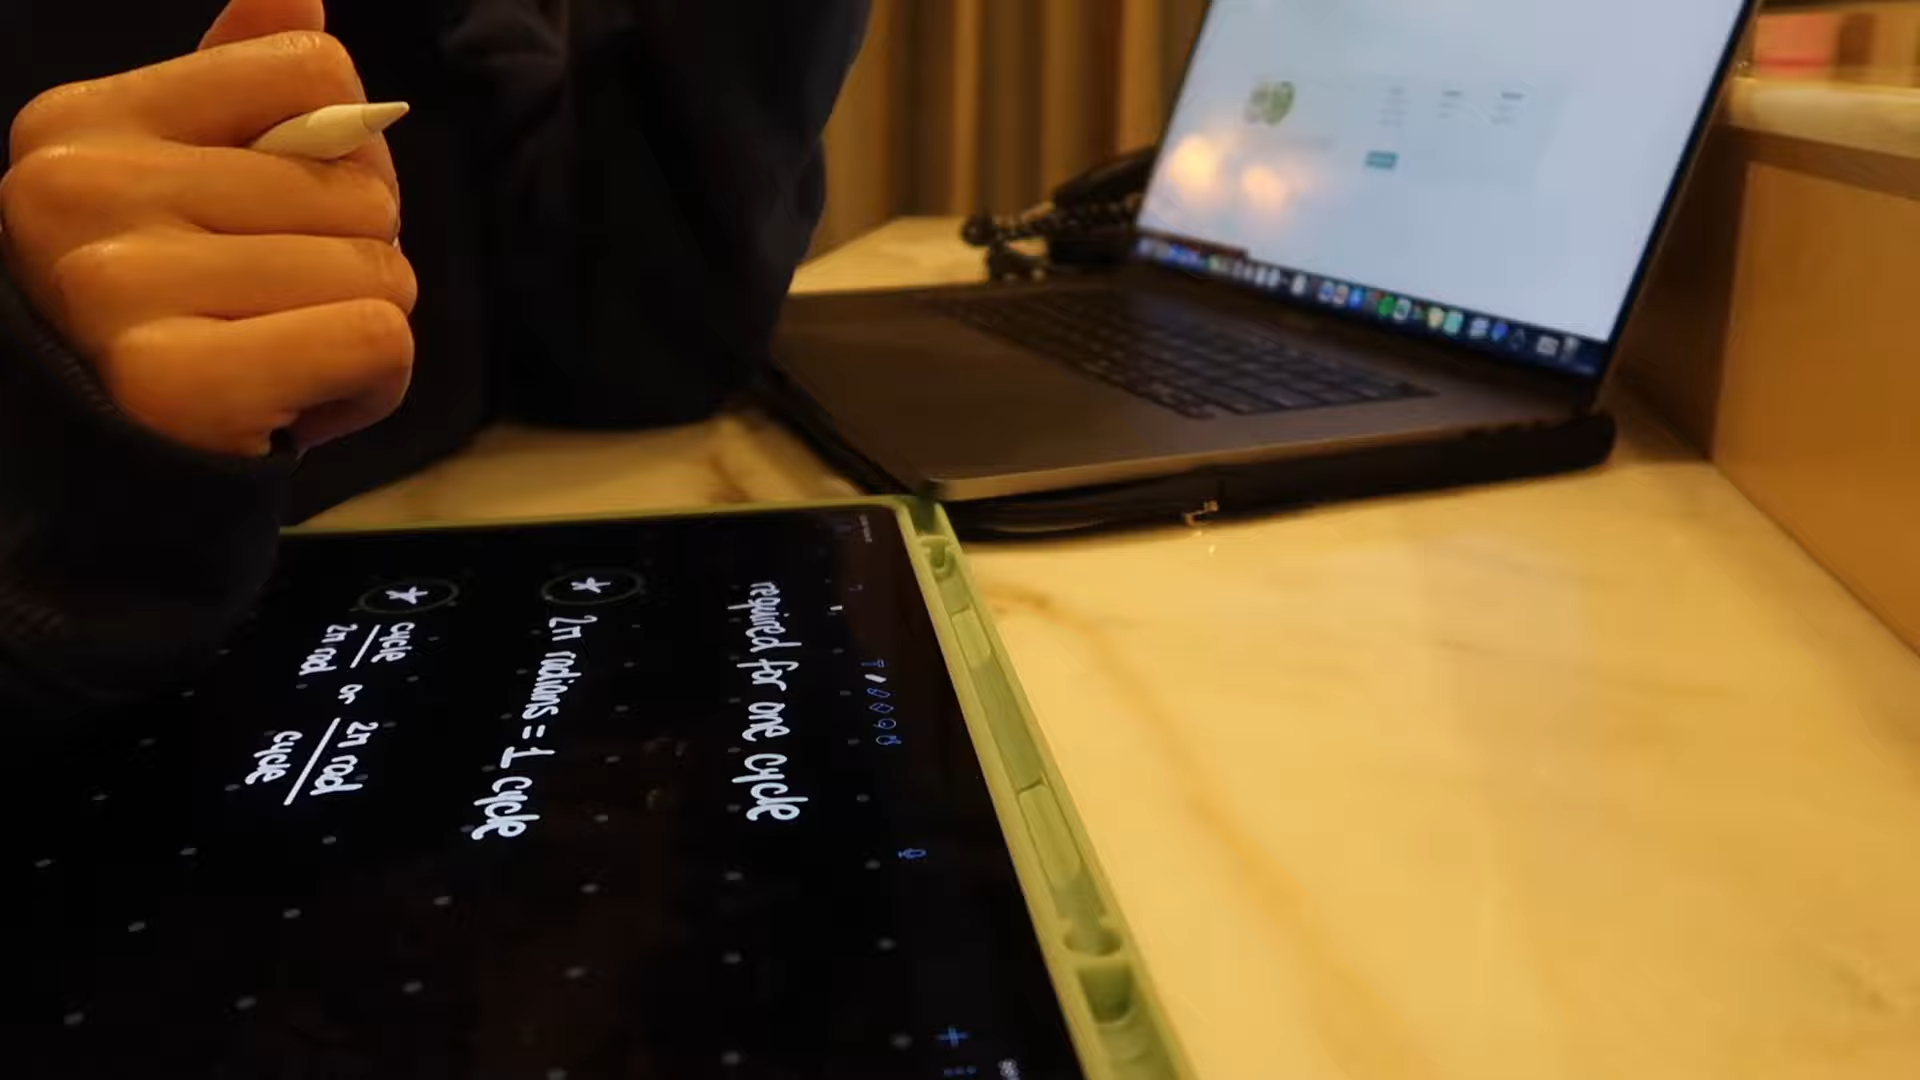 required for one cycle
* 2π radians = 1 cycle
* cycle/2π rad or 2π rad/cycle